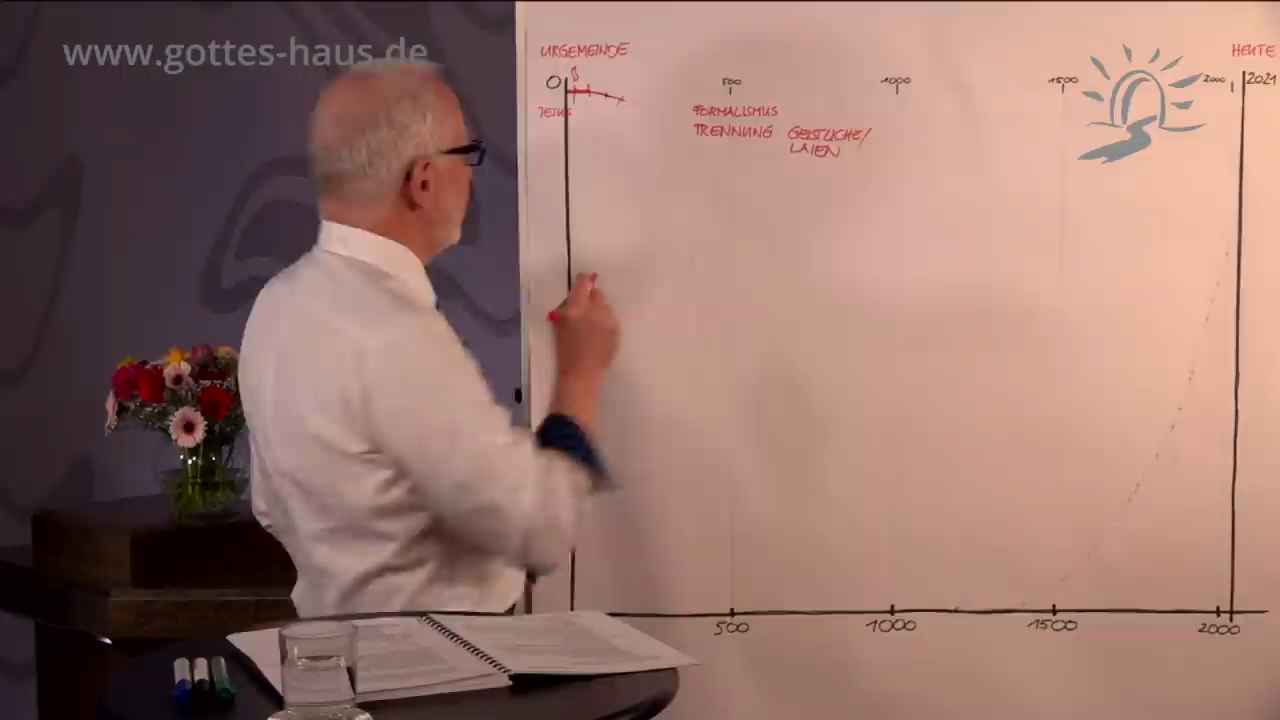 www.gottes-haus.de
URGEMEINDE
HEUTE
0
500
1000
1500
2000
2021
FORMALISMUS
TRENNUNG GEISTLICHE/
LAIEN
500
1000
1500
2000